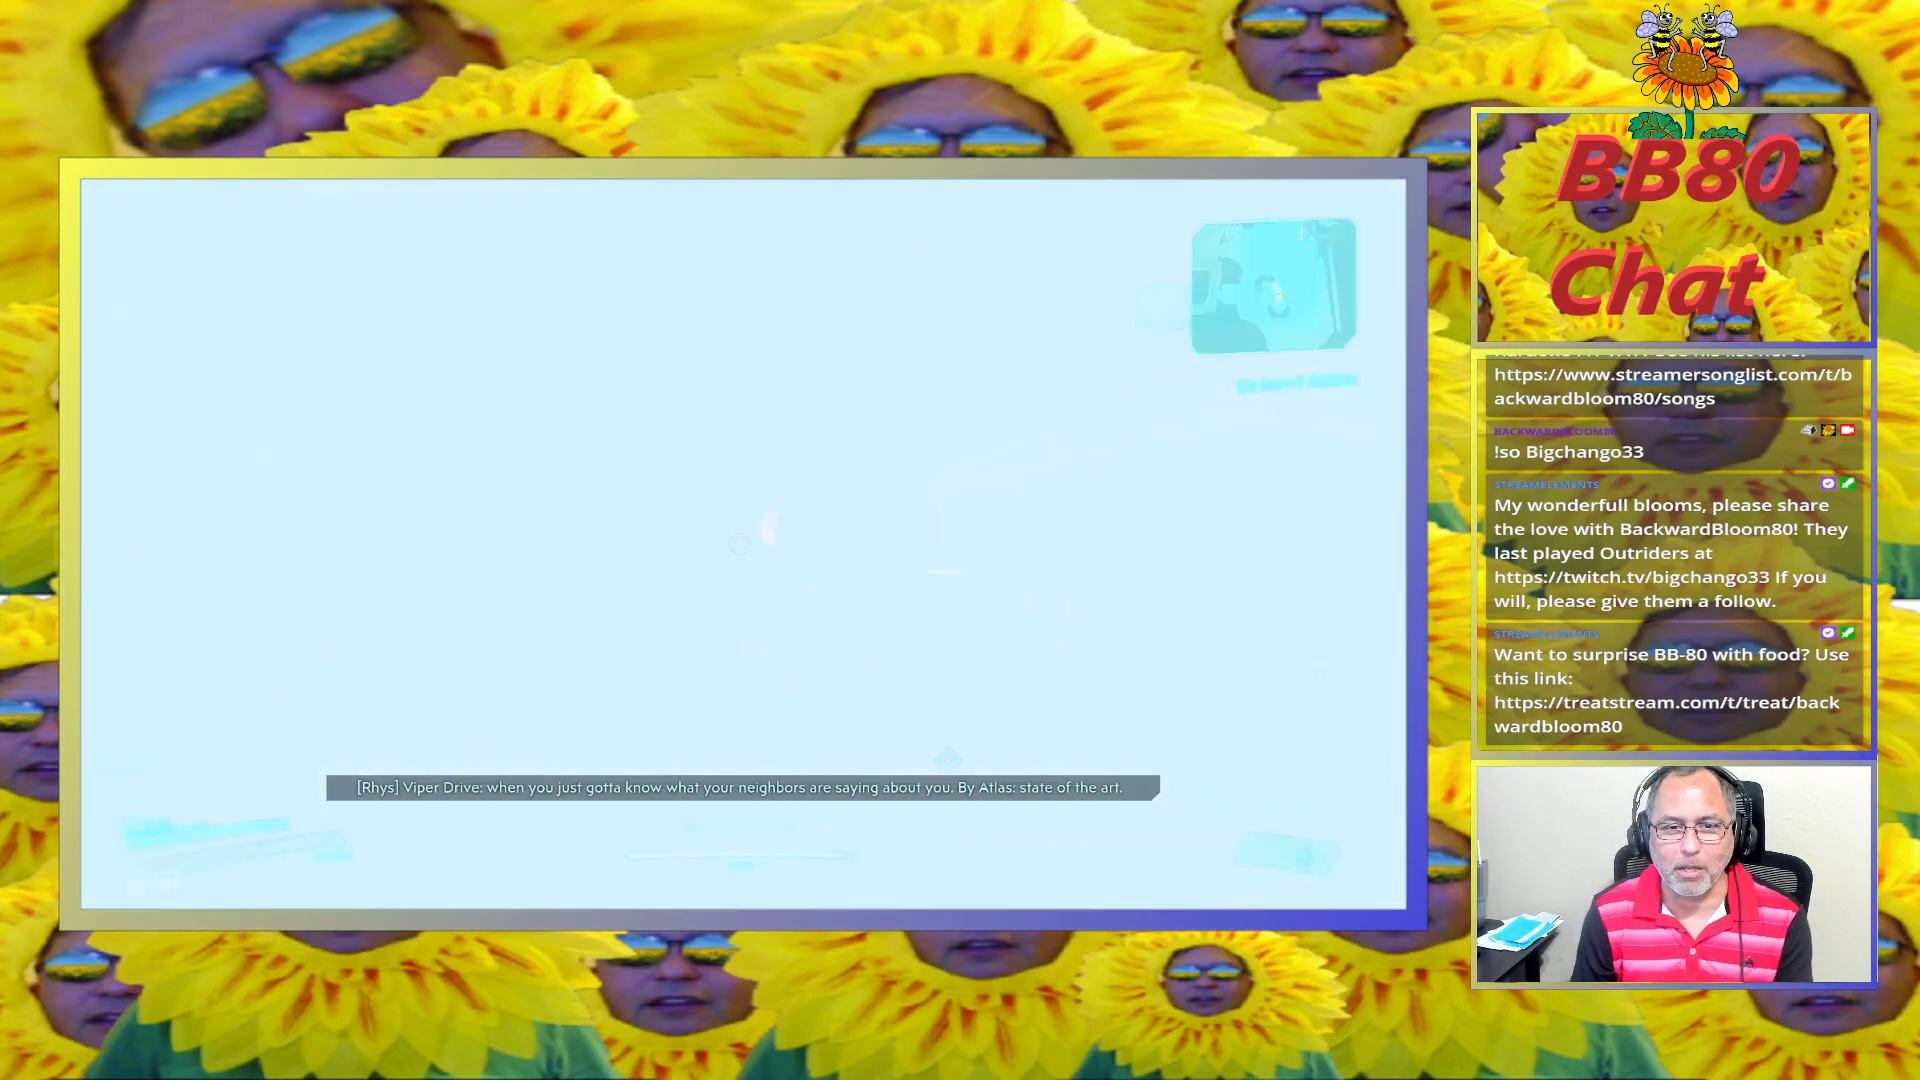 BB80
Chat
https://www.streamersonglist.com/t/b
ackwardbloom80/songs
BACKWARDBLOOM80
!so Bigchango33
STREAMELEMENTS
My wonderfull blooms, please share
the love with BackwardBloom80! They
last played Outriders at
https://twitch.tv/bigchango33 If you
will, please give them a follow.
STREAMELEMENTS
Want to surprise BB-80 with food? Use
this link:
https://treatstream.com/t/treat/back
wardbloom80
[Rhys] Viper Drive: when you just gotta know what your neighbors are saying about you. By Atlas: state of the art.